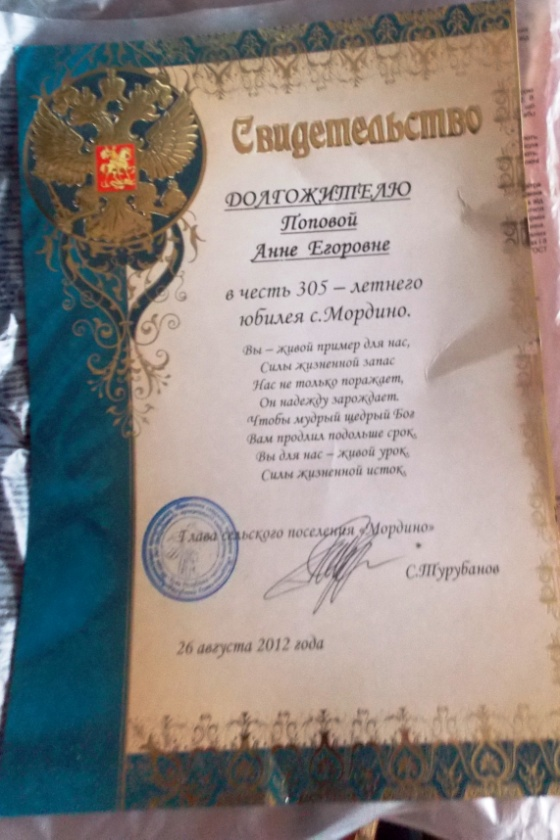 Свидетельство
ДОЛГОЖИТЕЛЮ
Поповой
Анне Егоровне
в честь 305 – летнего
юбилея с.Мордино.
Вы – живой пример для нас,
Силы жизненной запас
Нас не только поражает,
Он надежду зарождает.
Чтобы мудрый щедрый Бог
Вам продлил подольше срок,
Вы для нас – живой урок,
Силы жизненной исток,
Глава сельского поселения «Мордино»
С.Турубанов
26 августа 2012 года